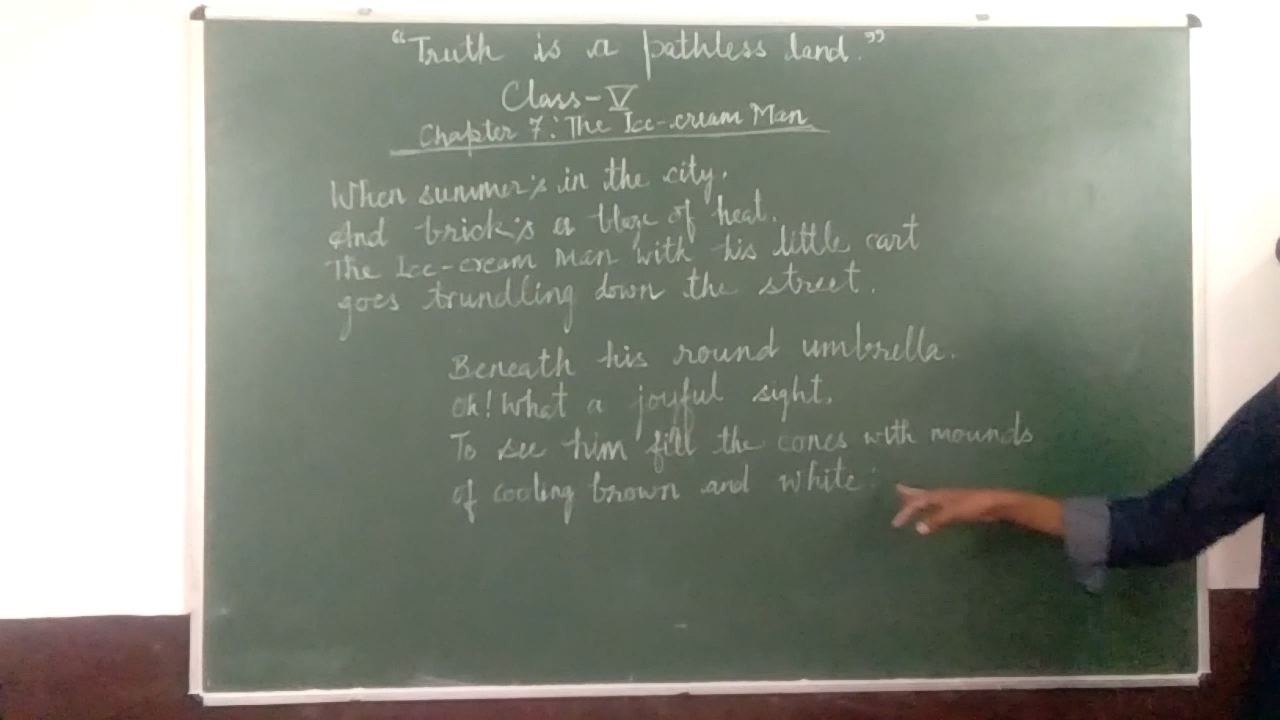 “Truth is a pathless land.”
Class-V
Chapter 7: The Ice-cream Man
When summer's in the city,
And brick's a blaze of heat.
The Ice-cream Man with his little cart
goes trundling down the street.
Beneath his round umbrella.
Oh! What a joyful sight,
To see him fill the cones with mounds
of cooling brown and white: